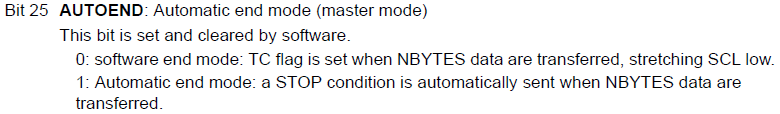 Bit 25 AUTOEND: Automatic end mode (master mode)
This bit is set and cleared by software.
0: software end mode: TC flag is set when NBYTES data are transferred, stretching SCL low.
1: Automatic end mode: a STOP condition is automatically sent when NBYTES data are
transferred.